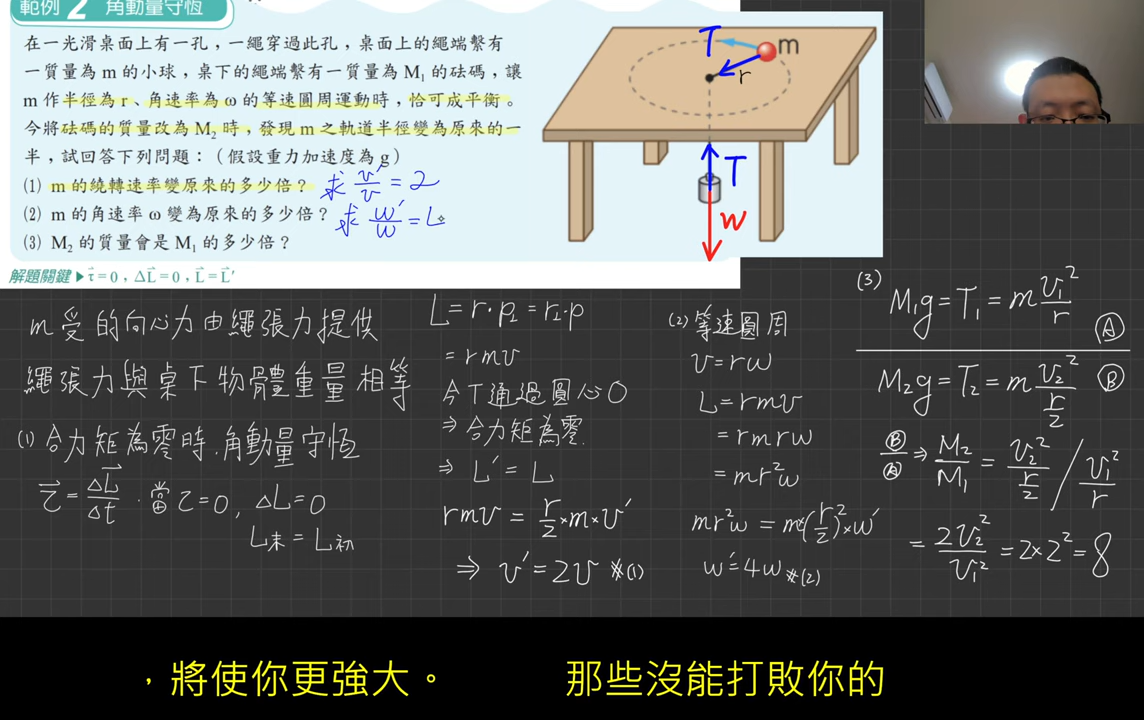 範例 2 角動量守恆
在一光滑桌面上有一孔，一繩穿過此孔，桌面上的繩端繫有
一質量為 m 的小球，桌下的繩端繫有一質量為 M₁ 的砝碼，讓
m 作半徑為 r、角速率為 ω 的等速圓周運動時，恰可成平衡。
今將砝碼的質量改為 M₂ 時，發現 m 之軌道半徑變為原來的一
半，試回答下列問題：（假設重力加速度為 g）
(1) m 的繞轉速率變原來的多少倍？ 求 v'/v = 2
(2) m 的角速率 ω 變為原來的多少倍？ 求 w'/w = 4
(3) M₂ 的質量會是 M₁ 的多少倍？
解題關鍵▶τ⃗=0，ΔL⃗=0，L⃗=L⃗'
T
m
r
T
W
m 受的向心力由繩張力提供
繩張力與桌下物體重量相等
(1) 合力矩為零時，角動量守恆
τ⃗ = ΔL⃗/Δt，當τ=0, ΔL=0
L末 = L初
L = r·p⊥ = r⊥·p
= rmv
今T通過圓心O
⇒ 合力矩為零
⇒ L' = L
rmv = r/2 × m × v'
⇒ v' = 2v ※(1)
(2) 等速圓周
v = rw
L = rmv
= rmrw
= mr²w
mr²w = m×(r/2)²×w'
w' = 4w ※(2)
(3) M₁g = T₁ = m v₁²/r Ⓐ
M₂g = T₂ = m v₂²/(r/2) Ⓑ
Ⓑ/Ⓐ ⇒ M₂/M₁ = v₂²/(r/2) / v₁²/r
= 2v₂²/v₁² = 2×2² = 8
，將使你更強大。 那些沒能打敗你的